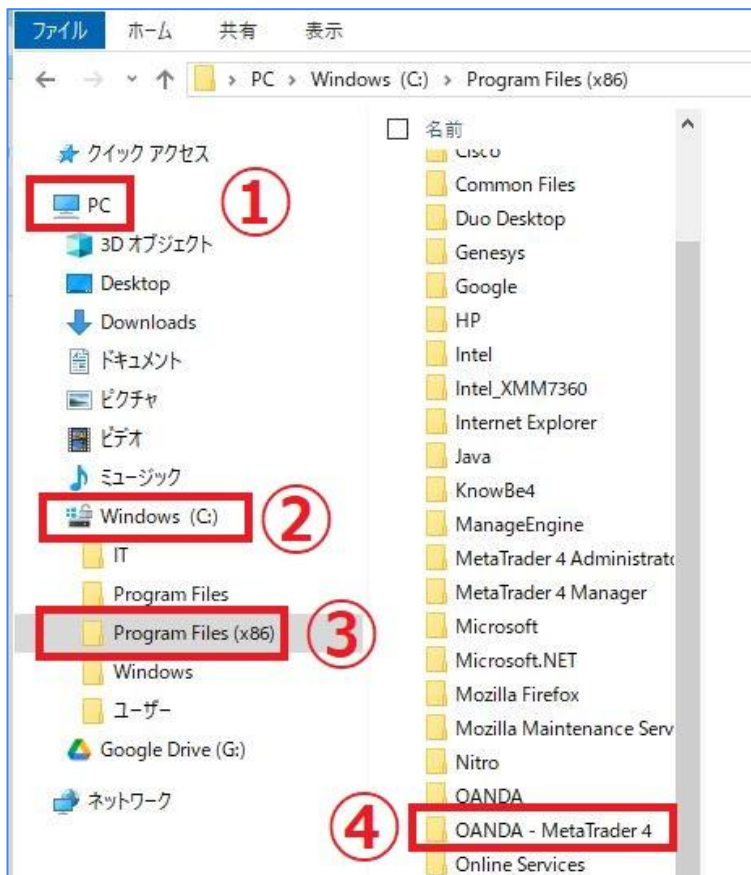 ファイル ホーム 共有 表示
PC Windows (C:) Program Files (x86)
クイック アクセス
PC
①
3D オブジェクト
Desktop
Downloads
ドキュメント
ピクチャ
ビデオ
ミュージック
Windows (C:)
②
IT
Program Files
Program Files (x86)
③
Windows
ユーザー
Google Drive (G:)
ネットワーク
名前
Cisco
Common Files
Duo Desktop
Genesys
Google
HP
Intel
Intel_XMM7360
Internet Explorer
Java
KnowBe4
ManageEngine
MetaTrader 4 Administrato
MetaTrader 4 Manager
Microsoft
Microsoft.NET
Mozilla Firefox
Mozilla Maintenance Serv
Nitro
OANDA
④
OANDA - MetaTrader 4
Online Services